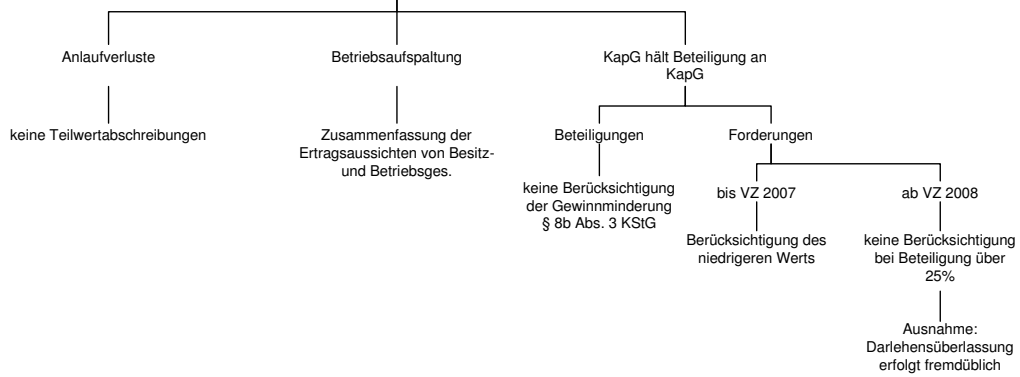 Anlaufverluste
Betriebsaufspaltung
KapG hält Beteiligung an
KapG
keine Teilwertabschreibungen
Zusammenfassung der
Ertragsaussichten von Besitz-
und Betriebsges.
Beteiligungen
Forderungen
keine Berücksichtigung
der Gewinnminderung
§ 8b Abs. 3 KStG
bis VZ 2007
ab VZ 2008
Berücksichtigung des
niedrigeren Werts
keine Berücksichtigung
bei Beteiligung über
25%
Ausnahme:
Darlehensüberlassung
erfolgt fremdüblich